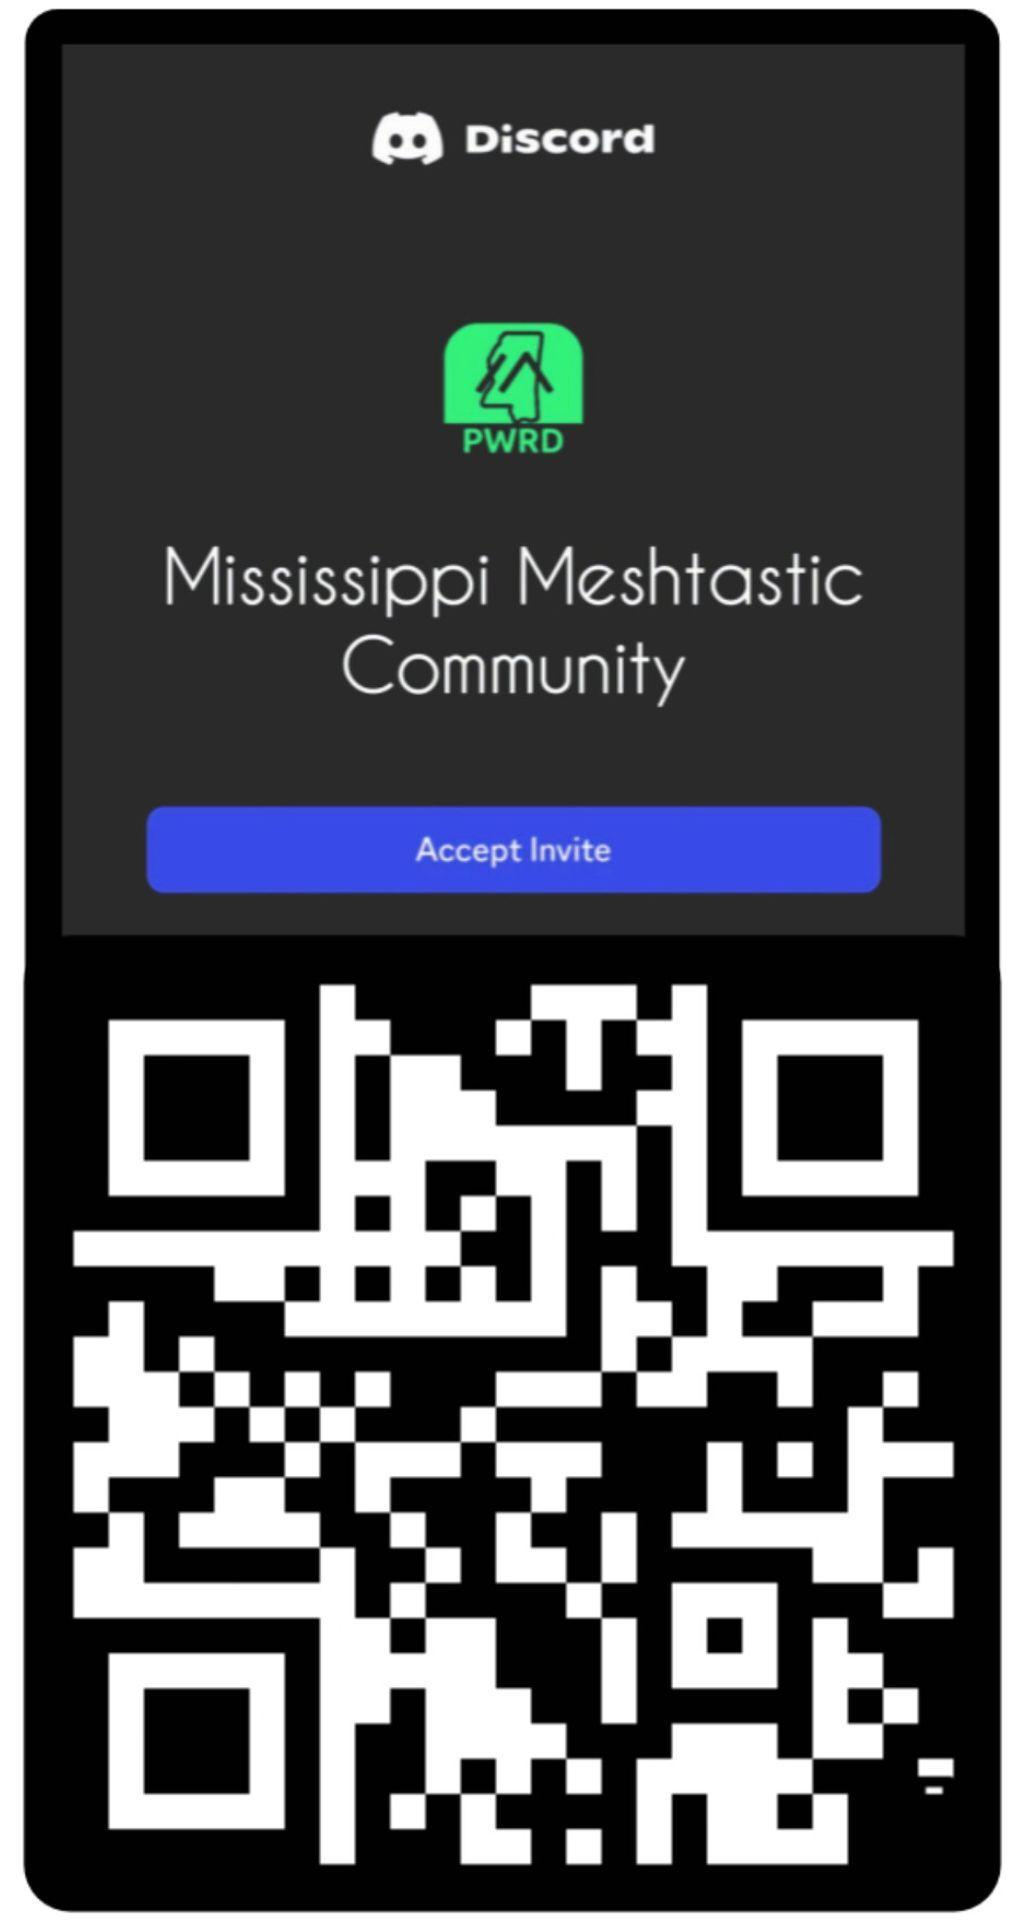 Discord
PWRD
Mississippi Meshtastic
Community
Accept Invite